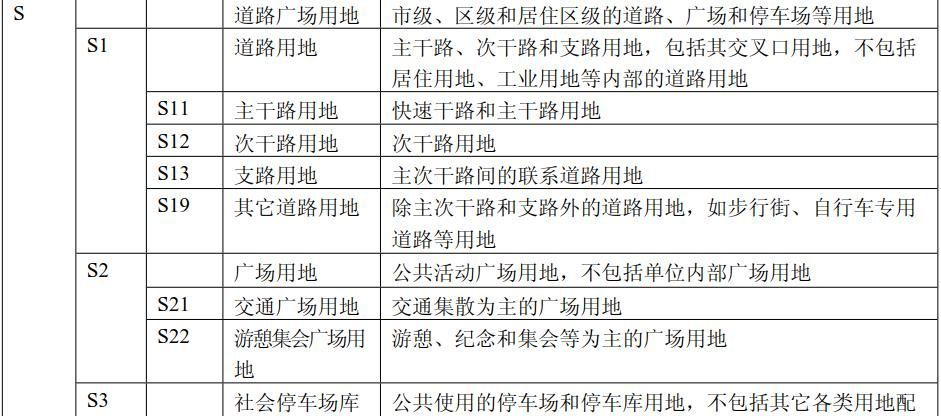 S 道路广场用地 市级、区级和居住区级的道路、广场和停车场等用地
S1 道路用地 主干路、次干路和支路用地，包括其交叉口用地，不包括
居住用地、工业用地等内部的道路用地
S11 主干路用地 快速干路和主干路用地
S12 次干路用地 次干路用地
S13 支路用地 主次干路间的联系道路用地
S19 其它道路用地 除主次干路和支路外的道路用地，如步行街、自行车专用
道路等用地
S2 广场用地 公共活动广场用地，不包括单位内部广场用地
S21 交通广场用地 交通集散为主的广场用地
S22 游憩集会广场用 游憩、纪念和集会等为主的广场用地
地
S3 社会停车场库 公共使用的停车场和停车库用地，不包括其它各类用地配